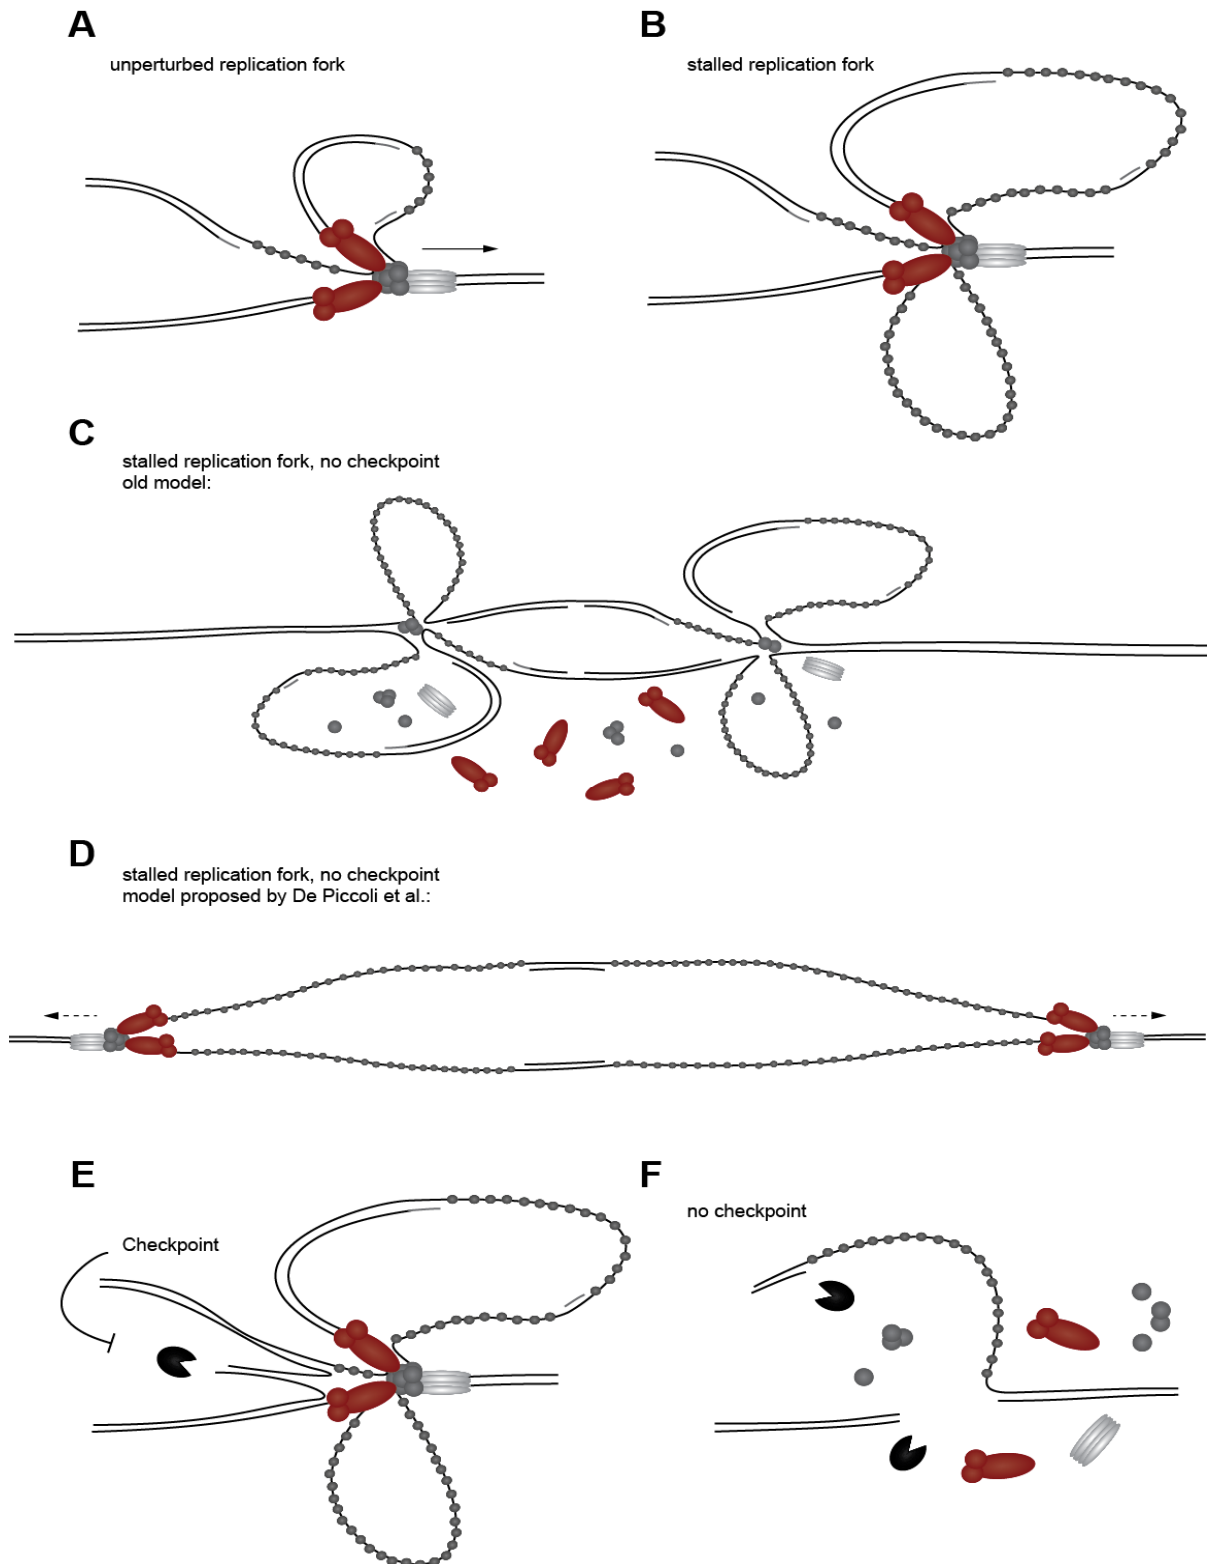 A
unperturbed replication fork
B
stalled replication fork
C
stalled replication fork, no checkpoint
old model:
D
stalled replication fork, no checkpoint
model proposed by De Piccoli et al.:
E
Checkpoint
F
no checkpoint